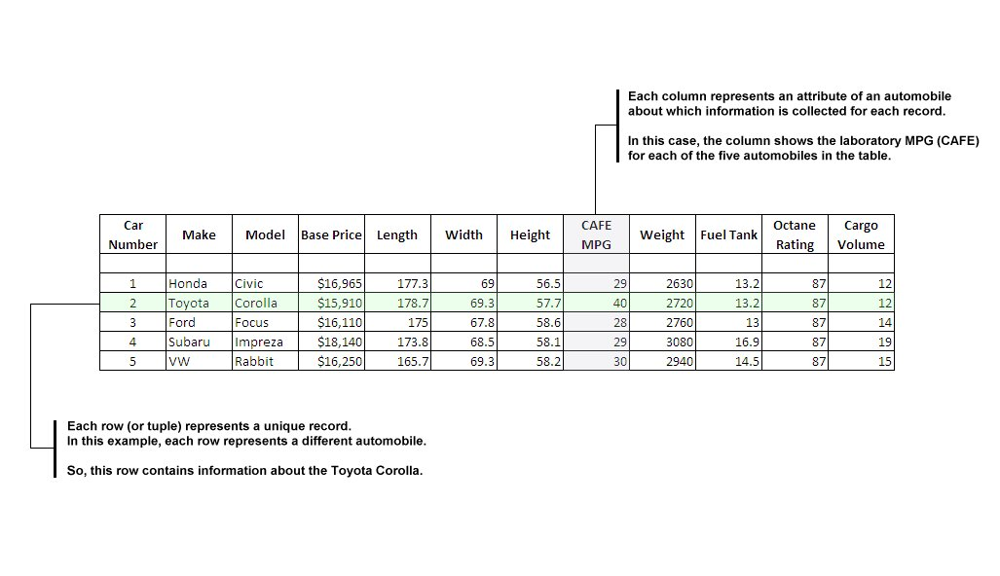 Each column represents an attribute of an automobile
about which information is collected for each record.
In this case, the column shows the laboratory MPG (CAFE)
for each of the five automobiles in the table.
Car Number Make Model Base Price Length Width Height CAFE MPG Weight Fuel Tank Octane Rating Cargo Volume
1 Honda Civic $16,965 177.3 69 56.5 29 2630 13.2 87 12
2 Toyota Corolla $15,910 178.7 69.3 57.7 40 2720 13.2 87 12
3 Ford Focus $16,110 175 67.8 58.6 28 2760 13 87 14
4 Subaru Impreza $18,140 173.8 68.5 58.1 29 3080 16.9 87 19
5 VW Rabbit $16,250 165.7 69.3 58.2 30 2940 14.5 87 15
Each row (or tuple) represents a unique record.
In this example, each row represents a different automobile.
So, this row contains information about the Toyota Corolla.